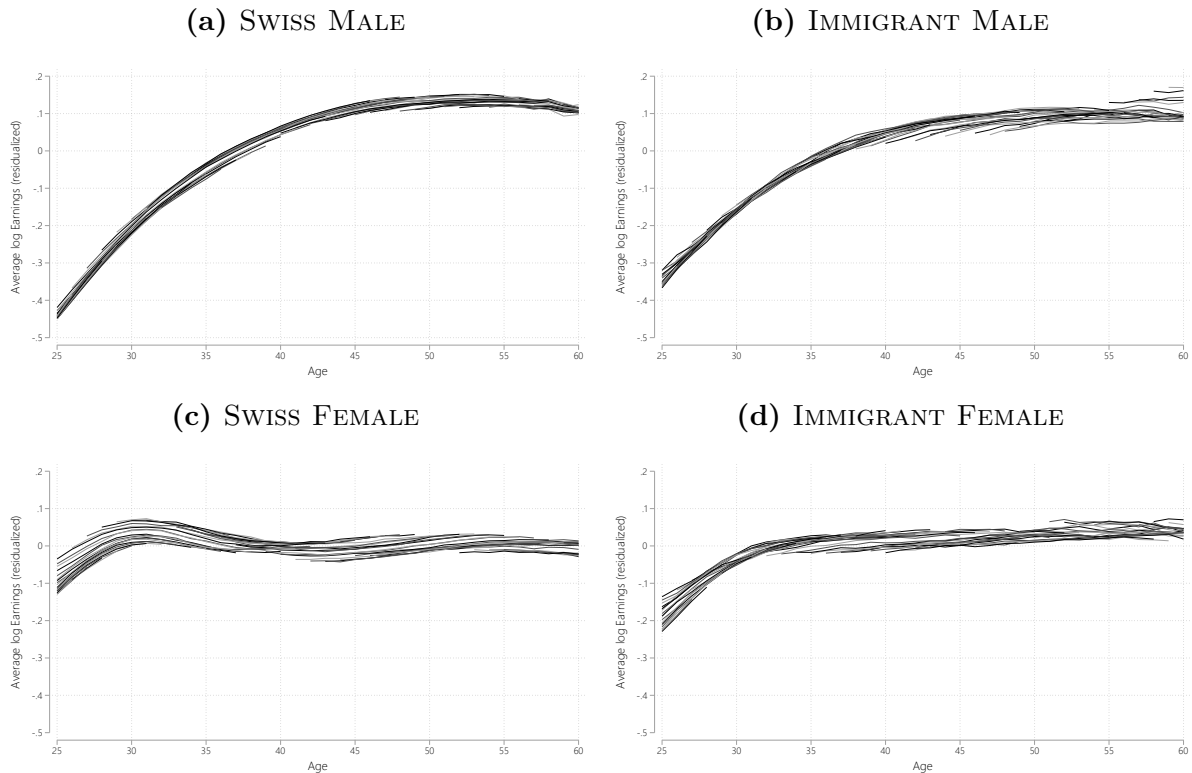 (a) SWISS MALE
(b) IMMIGRANT MALE
Average log Earnings (residualized)
.2
.1
0
-.1
-.2
-.3
-.4
-.5
25 30 35 40 45 50 55 60
Age
Average log Earnings (residualized)
.2
.1
0
-.1
-.2
-.3
-.4
-.5
25 30 35 40 45 50 55 60
Age
(c) SWISS FEMALE
(d) IMMIGRANT FEMALE
Average log Earnings (residualized)
.2
.1
0
-.1
-.2
-.3
-.4
-.5
25 30 35 40 45 50 55 60
Age
Average log Earnings (residualized)
.2
.1
0
-.1
-.2
-.3
-.4
-.5
25 30 35 40 45 50 55 60
Age